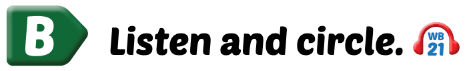 B Listen and circle. WB 21